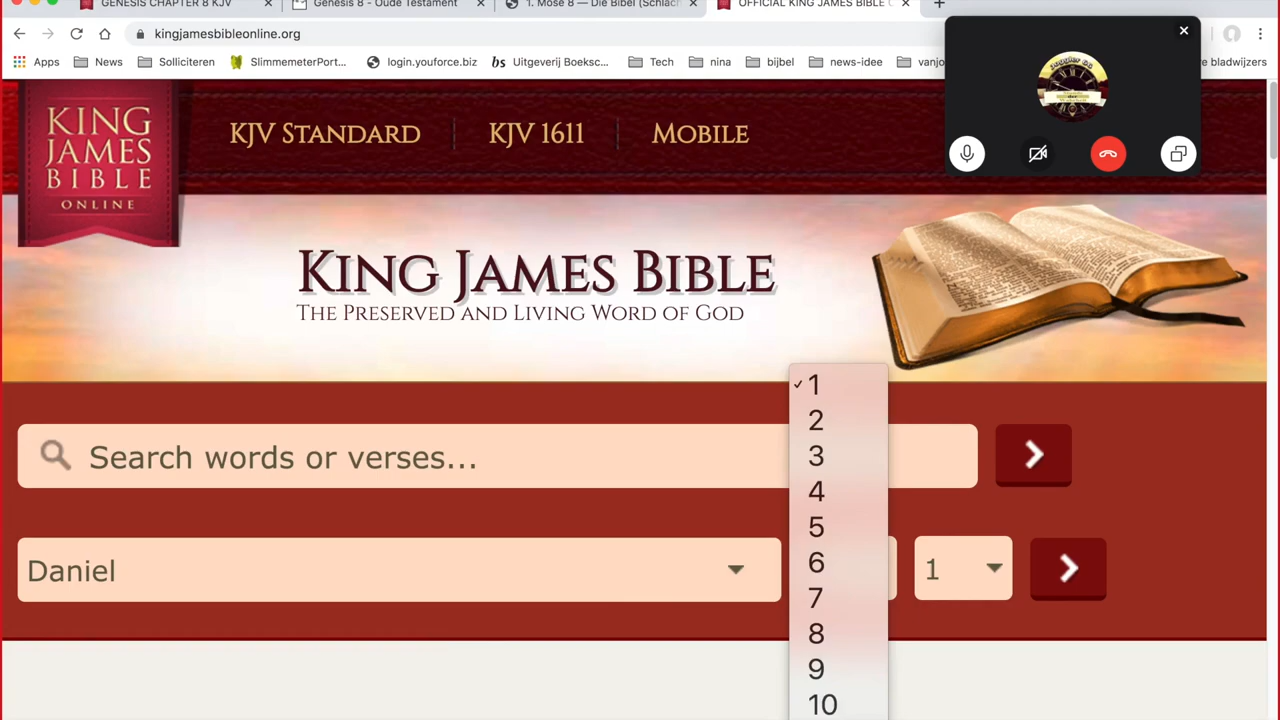 GENESIS CHAPTER 8 KJV
Genesis 8 - Oude Testament
1. Mose 8 — Die Bibel (Schlach
OFFICIAL KING JAMES BIBLE
kingjamesbibleonline.org
Apps
News
Solliciteren
SlimmemeterPort...
login.youforce.biz
bs Uitgeverij Boeksc...
Tech
nina
bijbel
news-idee
vanjo
re bladwijzers
KING
JAMES
BIBLE
ONLINE
KJV STANDARD
KJV 1611
MOBILE
KING JAMES BIBLE
THE PRESERVED AND LIVING WORD OF GOD
Search words or verses...
Daniel
✓ 1
2
3
4
5
6
7
8
9
10
1